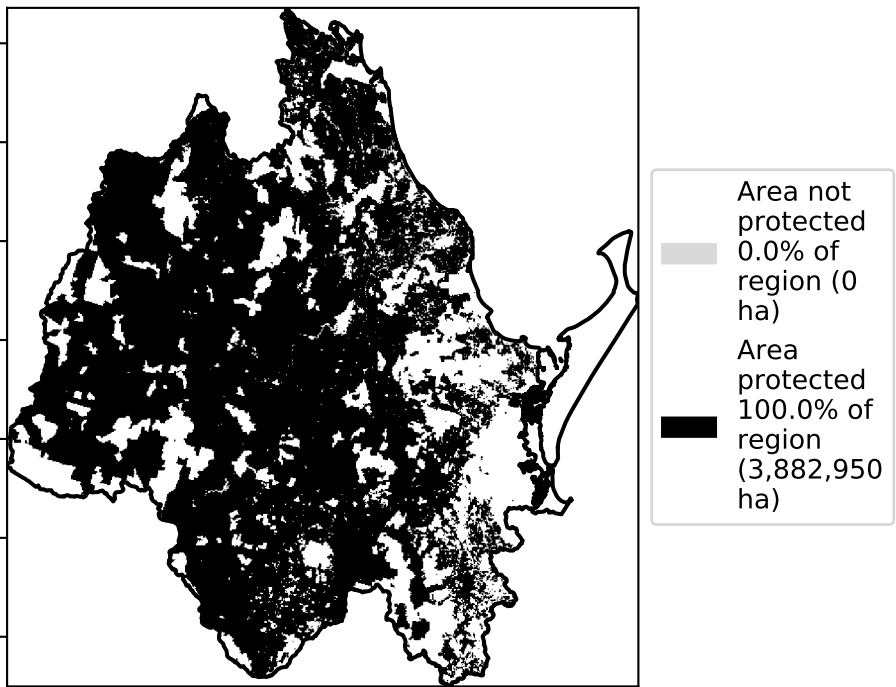 Area not
protected
0.0% of
region (0
ha)
Area
protected
100.0% of
region
(3,882,950
ha)